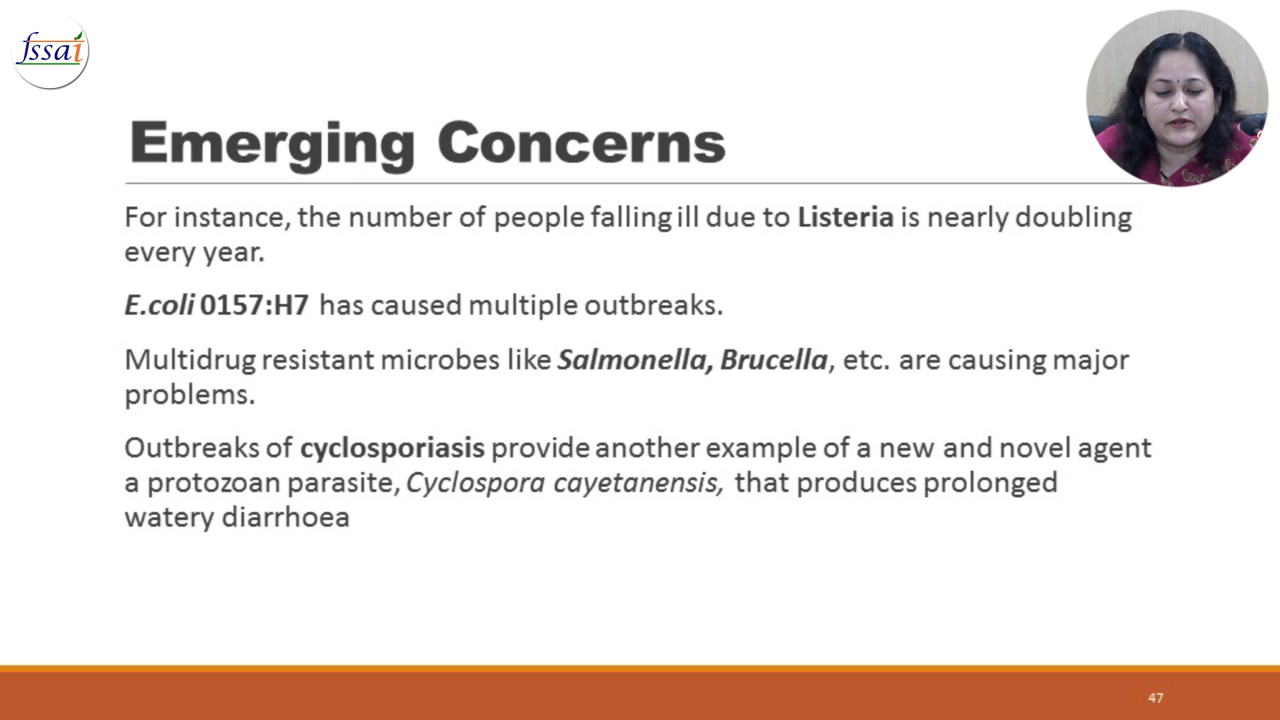 fssai
Emerging Concerns
For instance, the number of people falling ill due to Listeria is nearly doubling
every year.
E.coli 0157:H7 has caused multiple outbreaks.
Multidrug resistant microbes like Salmonella, Brucella, etc. are causing major
problems.
Outbreaks of cyclosporiasis provide another example of a new and novel agent
a protozoan parasite, Cyclospora cayetanensis, that produces prolonged
watery diarrhoea
47